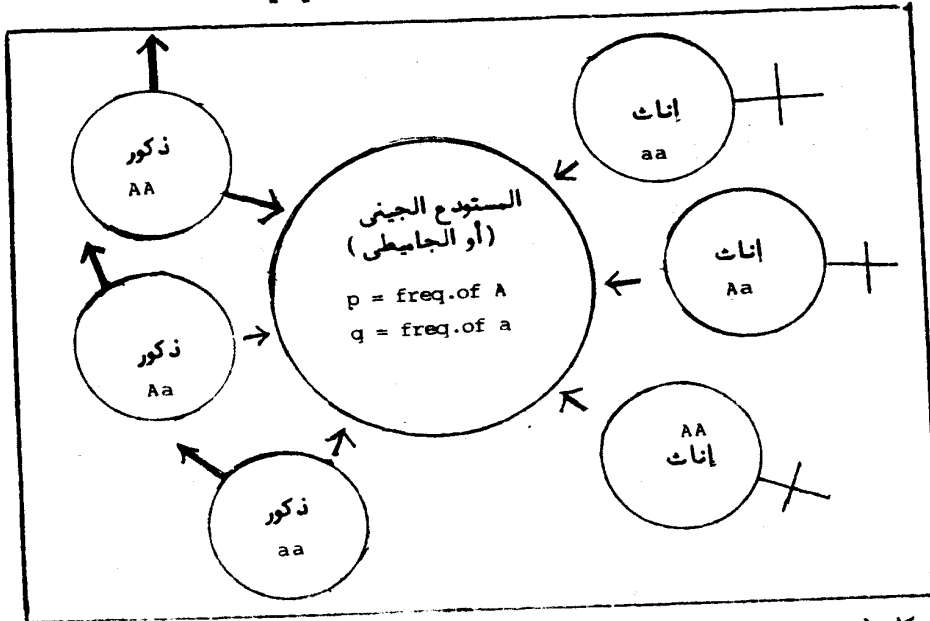 ذكور
AA
إناث
aa
المستودع الجينى
(أو الجاميطى)
p = freq.of A
q = freq.of a
إناث
Aa
ذكور
Aa
AA
إناث
ذكور
aa